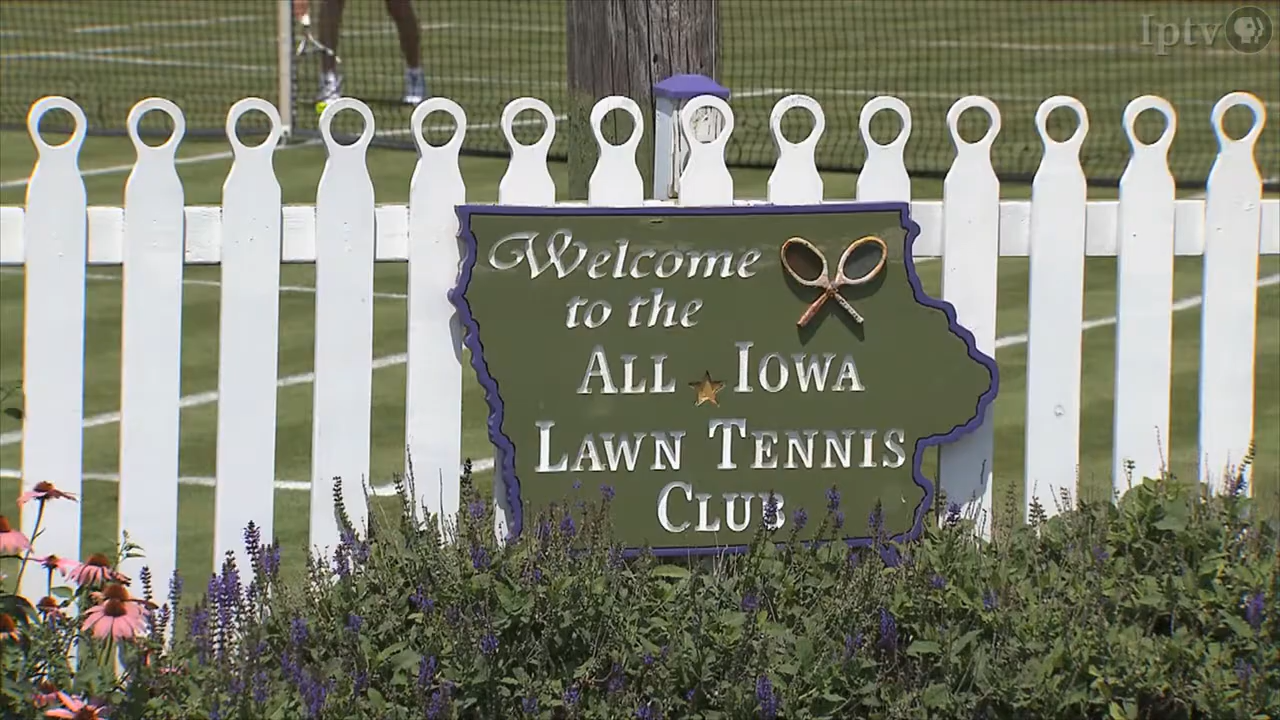 Iptv
Welcome
to the
ALL IOWA
LAWN TENNIS
CLUB